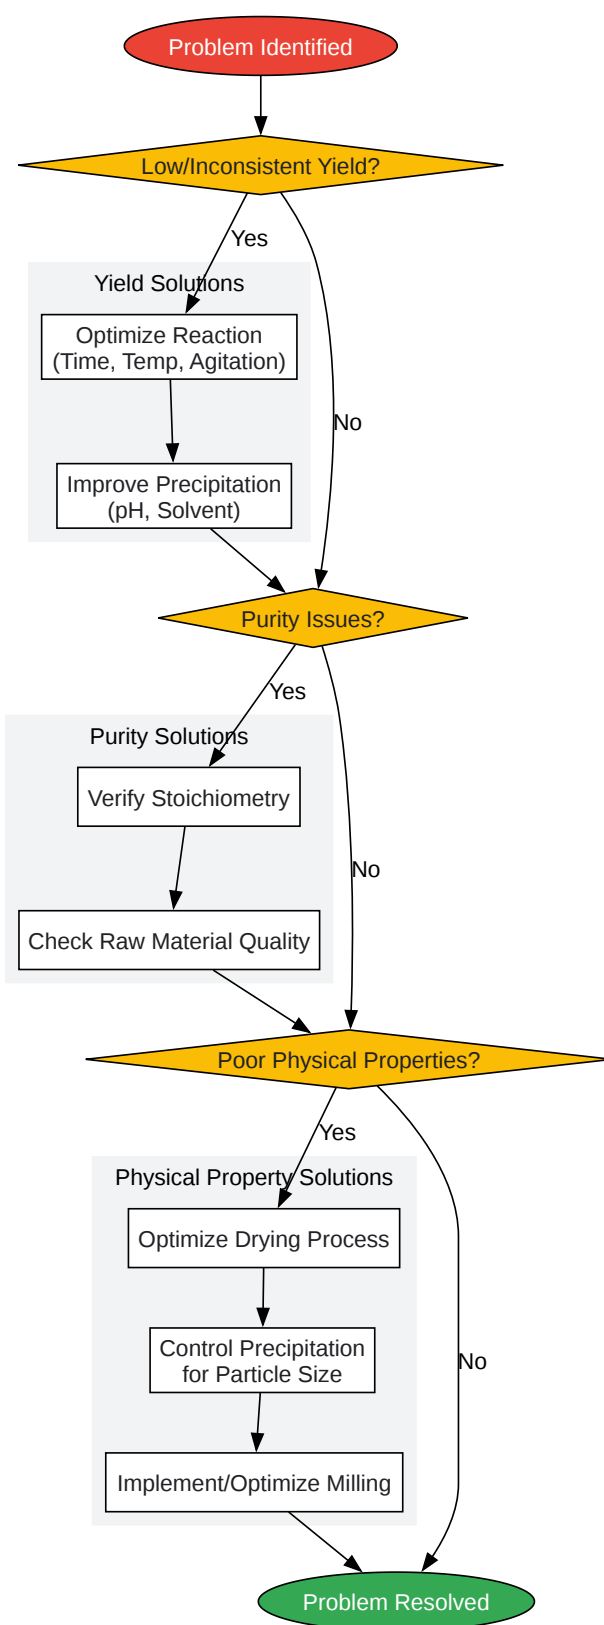 Problem Identified
Low/Inconsistent Yield?
Yes
Yield Solutions
Optimize Reaction
(Time, Temp, Agitation)
No
Improve Precipitation
(pH, Solvent)
Purity Issues?
Yes
Purity Solutions
Verify Stoichiometry
No
Check Raw Material Quality
Poor Physical Properties?
Yes
Physical Property Solutions
Optimize Drying Process
Control Precipitation
for Particle Size
No
Implement/Optimize Milling
Problem Resolved